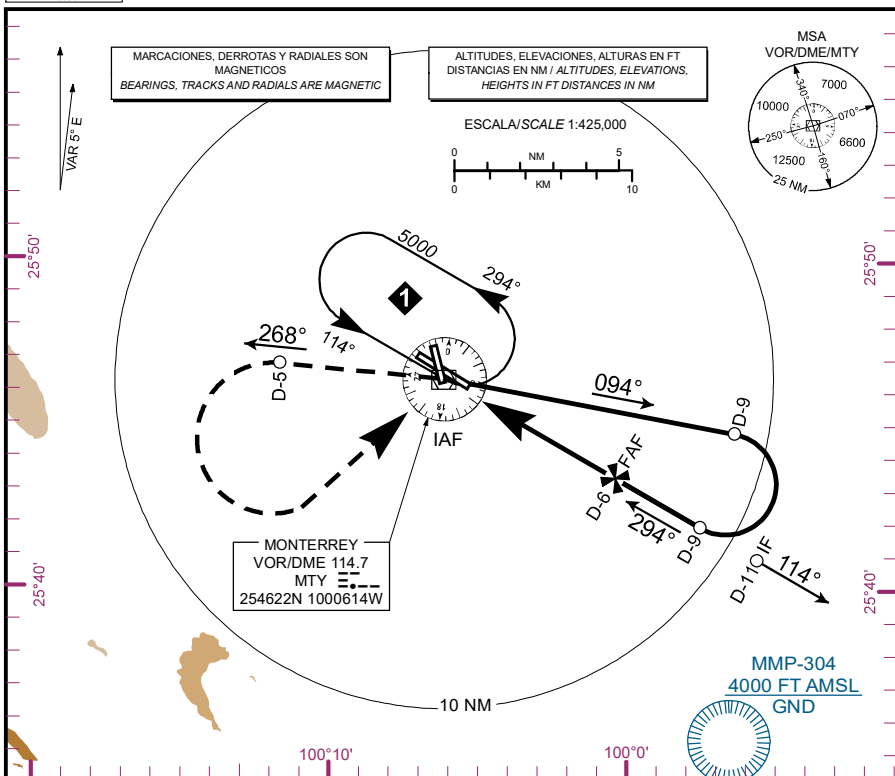 MARCACIONES, DERROTAS Y RADIALES SON
MAGNETICOS
BEARINGS, TRACKS AND RADIALS ARE MAGNETIC
ALTITUDES, ELEVACIONES, ALTURAS EN FT
DISTANCIAS EN NM / ALTITUDES, ELEVATIONS,
HEIGHTS IN FT DISTANCES IN NM
MSA
VOR/DME/MTY
340°
7000
10000
070°
250°
6600
12500
160°
25 NM
VAR 5° E
ESCALA/SCALE 1:425,000
0 NM 5
0 KM 10
25°50'
25°50'
5000
294°
1
114°
268°
D-5
0
27
18
IAF
094°
D-9
FAF
D-6
294°
D-9
IF
D-11
114°
MONTERREY
VOR/DME 114.7
MTY
254622N 1000614W
25°40'
25°40'
MMP-304
4000 FT AMSL
GND
10 NM
100°10'
100°0'